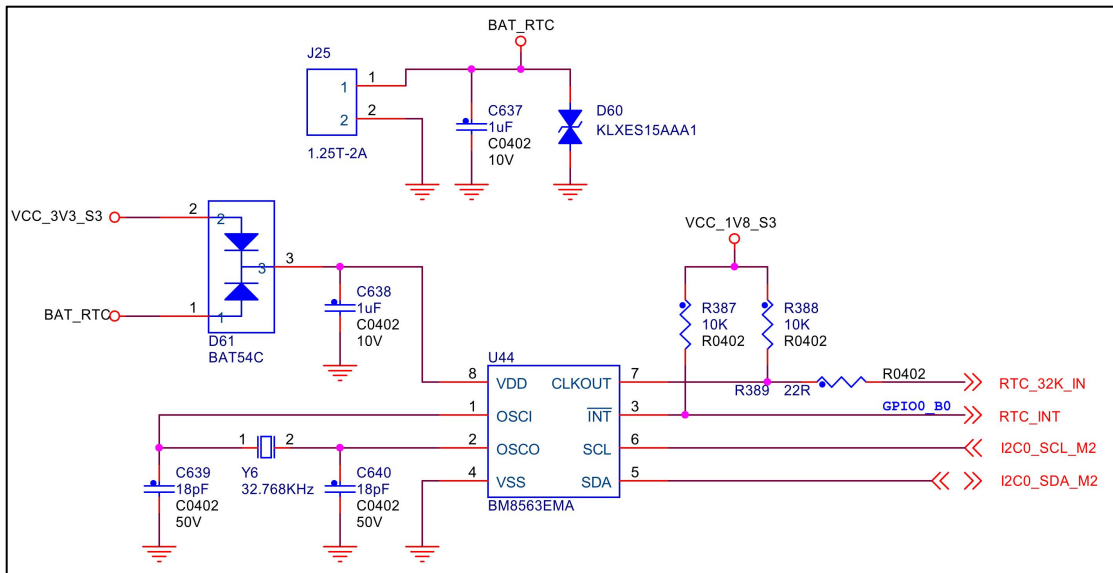 BAT_RTC
J25
1
1
2
2
1.25T-2A
C637
1uF
C0402
10V
D60
KLXES15AAA1
VCC_3V3_S3
2
2
3
3
BAT_RTC
1
1
D61
BAT54C
C638
1uF
C0402
10V
VCC_1V8_S3
R387
10K
R0402
R388
10K
R0402
U44
8
VDD
CLKOUT
7
R389
22R
R0402
RTC_32K_IN
1
OSCI
INT
3
GPIO0_B0
RTC_INT
2
OSCO
SCL
6
I2C0_SCL_M2
4
VSS
SDA
5
I2C0_SDA_M2
BM8563EMA
1
2
Y6
32.768KHz
C639
18pF
C0402
50V
C640
18pF
C0402
50V